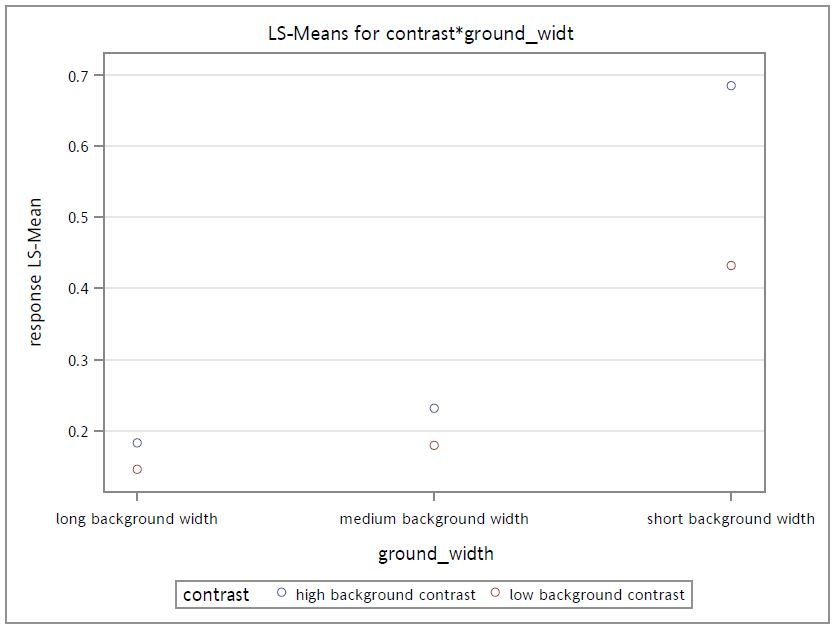 LS-Means for contrast*ground_widt
0.7
0.6
0.5
0.4
0.3
0.2
response LS-Mean
long background width medium background width short background width
ground_width
contrast high background contrast low background contrast